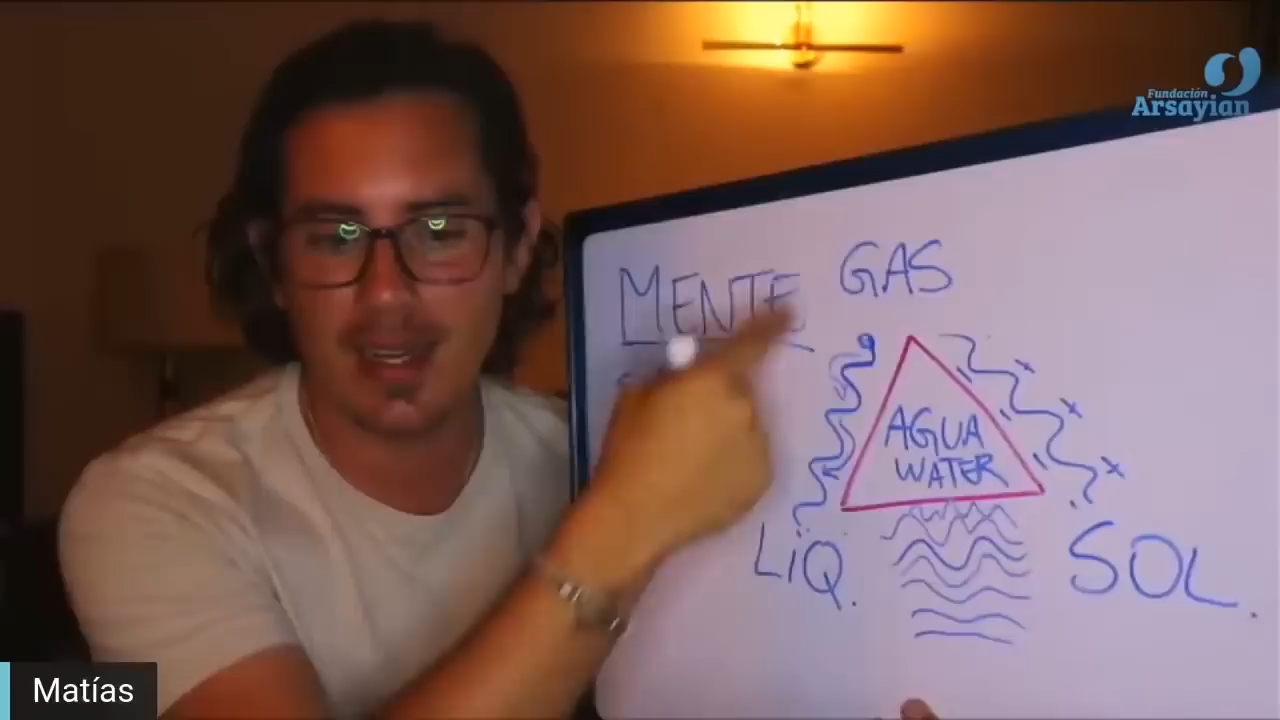 Fundación
Arsayian
MENTE GAS
AGUA
WATER
LIQ.
SOL.
Matías